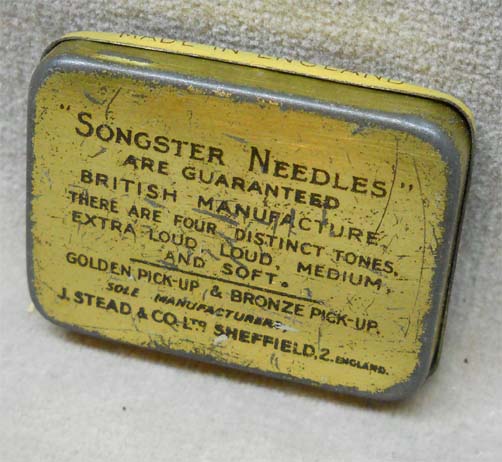 MADE IN ENGLAND
"SONGSTER NEEDLES"
ARE GUARANTEED
BRITISH MANUFACTURE
THERE ARE FOUR DISTINCT TONES,
EXTRA LOUD, LOUD, MEDIUM,
AND SOFT.
GOLDEN PICK-UP & BRONZE PICK-UP.
SOLE MANUFACTURERS,
J. STEAD & CO. LTD SHEFFIELD, 2. ENGLAND.